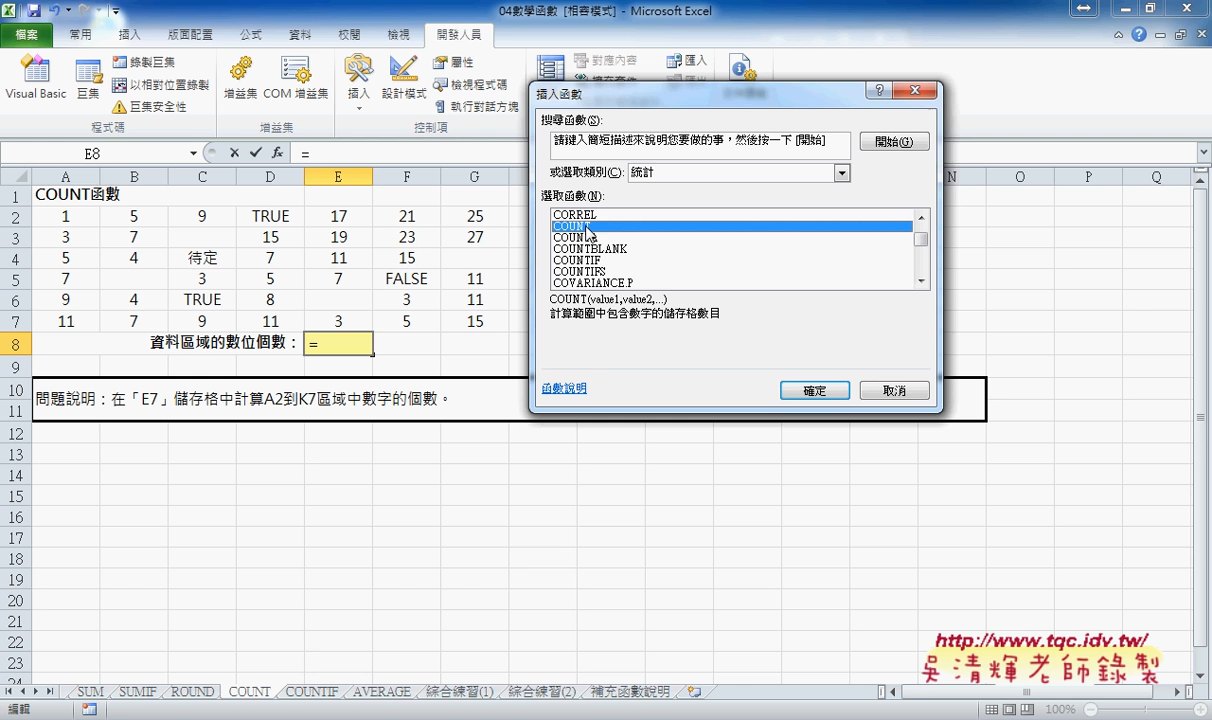 04數學函數 [相容模式] - Microsoft Excel
檔案 常用 插入 版面配置 公式 資料 校閱 檢視 開發人員
Visual Basic 巨集 錄製巨集 以相對位置錄製 巨集安全性 增益集 COM 增益集 插入 設計模式 屬性 檢視程式碼 執行對話方塊 對應內容 匯入
程式碼 增益集 控制項
插入函數
搜尋函數(S):
請鍵入簡短描述來說明您要做的事，然後按一下 [開始]
開始(G)
或選取類別(C): 統計
選取函數(N):
CORREL
COUNT
COUNTBLANK
COUNTIF
COUNTIFS
COVARIANCE.P
COUNT(value1,value2,...)
計算範圍中包含數字的儲存格數目
函數說明 確定 取消
E8 fx =
A B C D E F G N O P Q
1 COUNT函數
2 1 5 9 TRUE 17 21 25
3 3 7 15 19 23 27
4 5 4 待定 7 11 15
5 7 3 5 7 FALSE 11
6 9 4 TRUE 8 3 11
7 11 7 9 11 3 5 15
8 資料區域的數位個數： =
9
10
問題說明：在「E7」儲存格中計算A2到K7區域中數字的個數。
11
12
13
14
15
16
17
18
19
20
21
22
23
http://www.tqc.idv.tw/
吳清輝老師錄製
SUM SUMIF ROUND COUNT COUNTIF AVERAGE 綜合練習(1) 綜合練習(2) 補充函數說明
編輯 100%